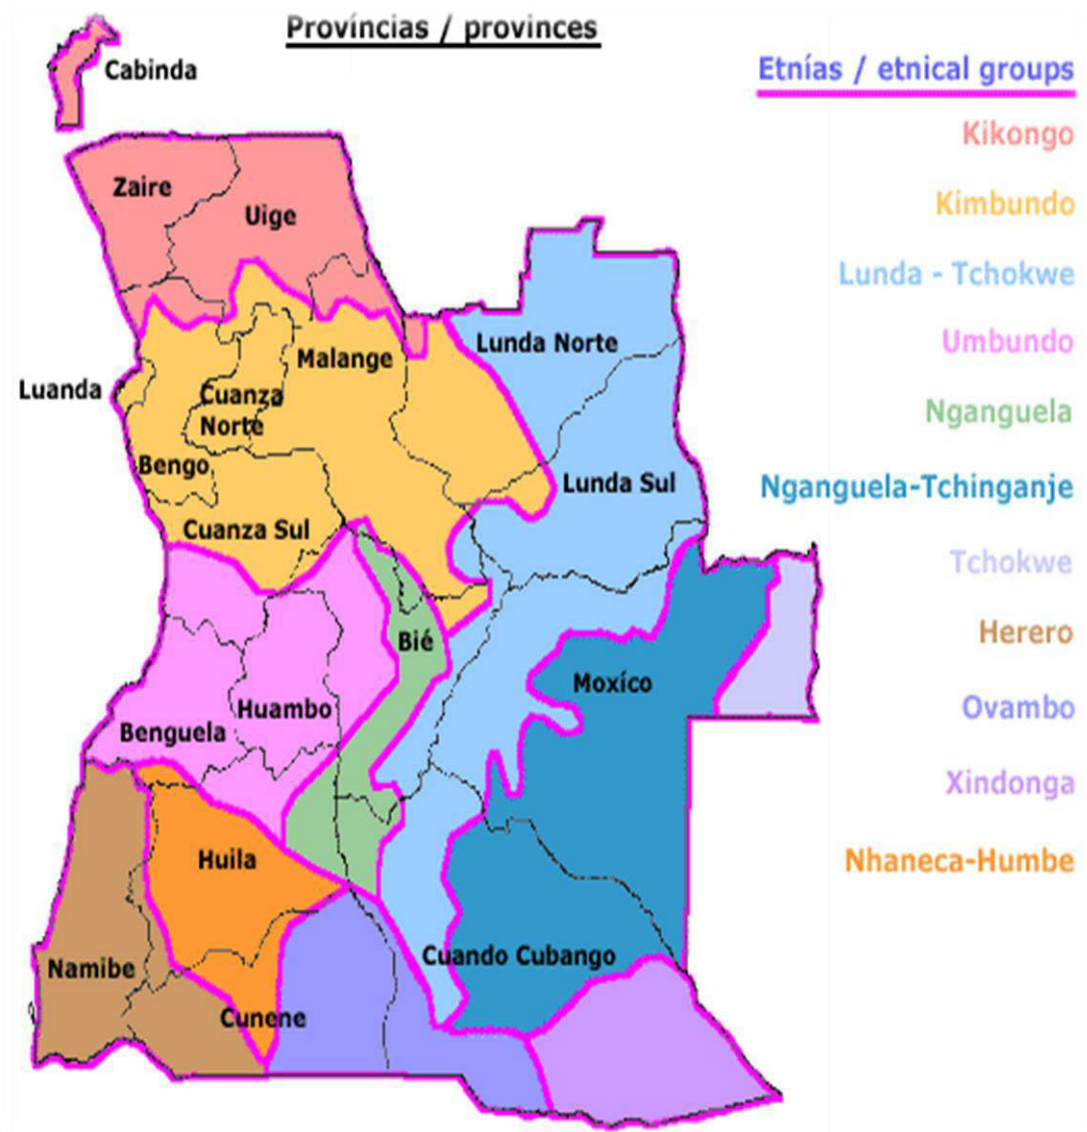 Províncias / provinces
Cabinda
Etnías / etnical groups
Kikongo
Zaire
Uige
Kimbundo
Lunda - Tchokwe
Lunda Norte
Umbundo
Malange
Luanda
Cuanza
Norte
Nganguela
Bengo
Lunda Sul
Nganguela-Tchinganje
Cuanza Sul
Tchokwe
Bié
Herero
Moxíco
Huambo
Ovambo
Benguela
Xindonga
Huila
Nhaneca-Humbe
Cuando Cubango
Namibe
Cunene